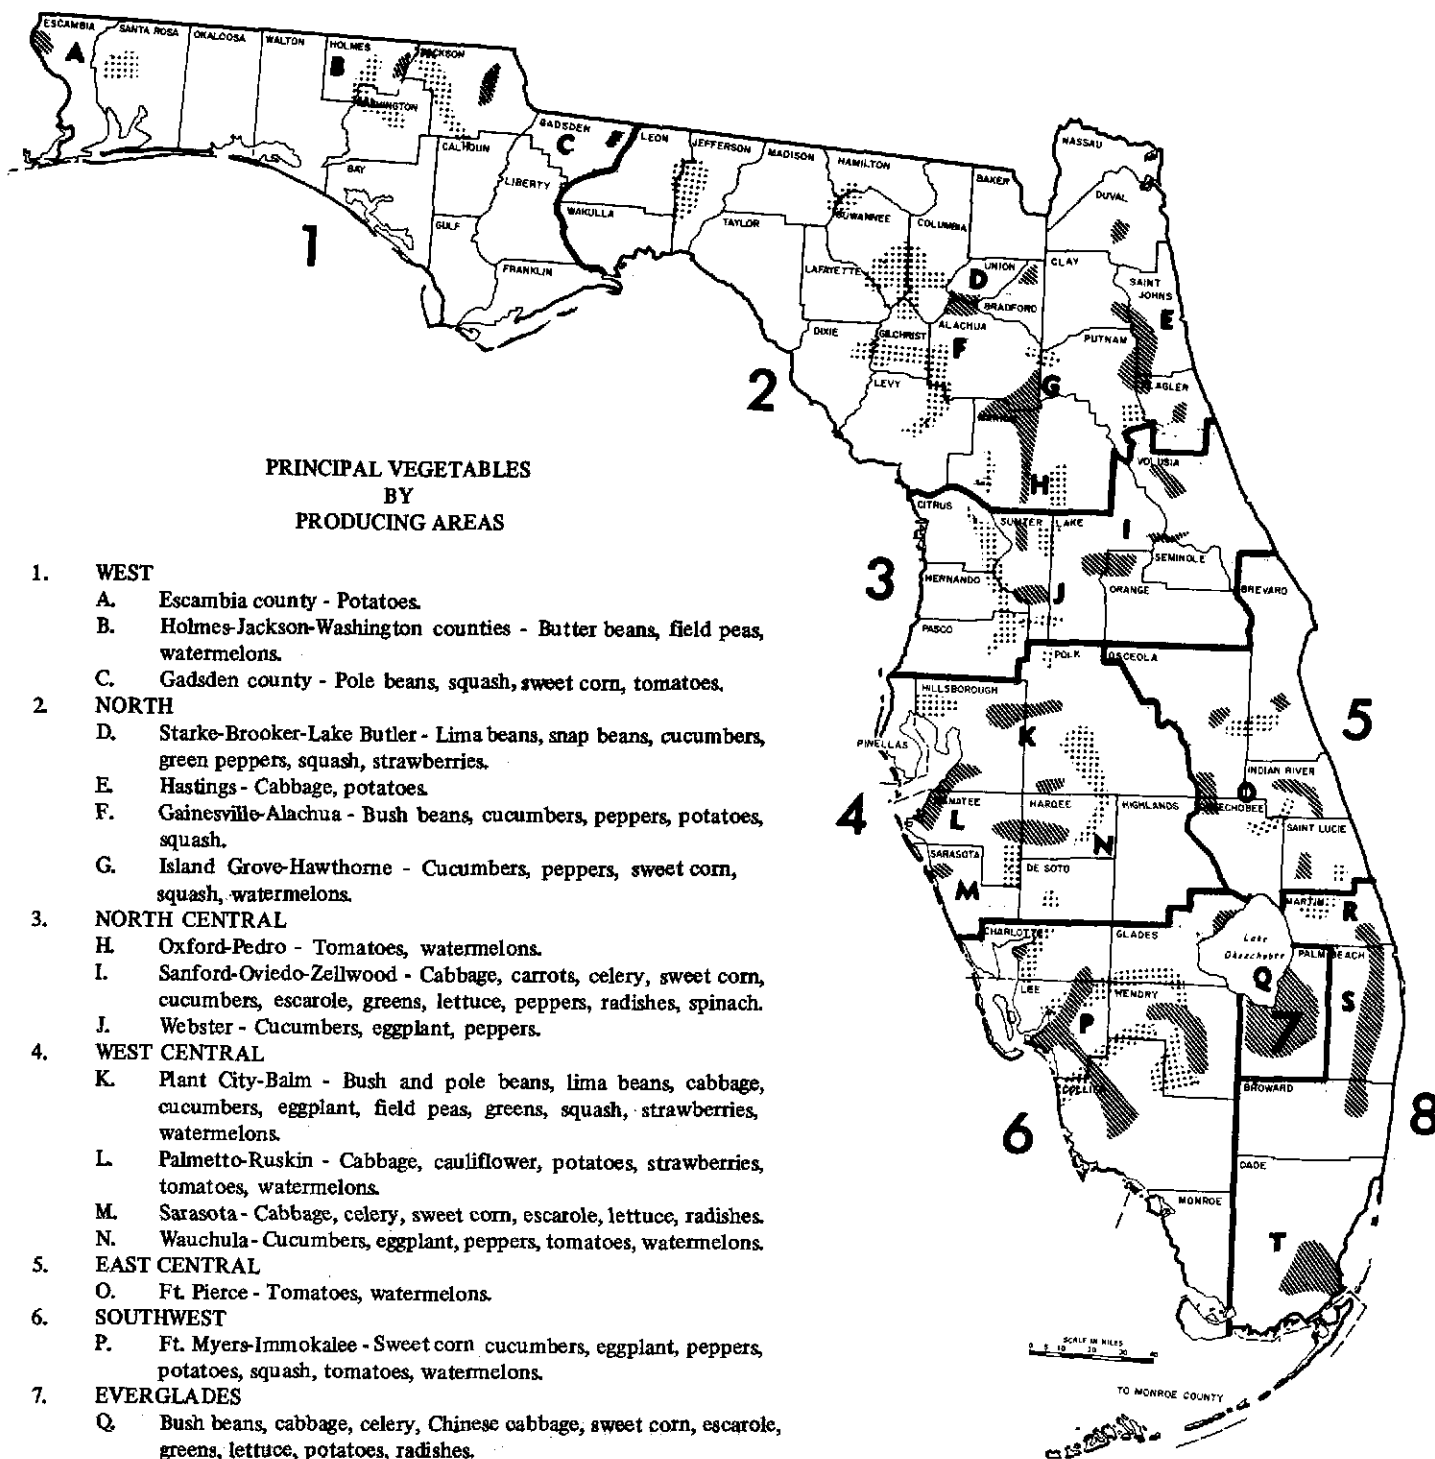 ESCAMBIA
SANTA ROSA
OKALOOSA
WALTON
HOLMES
JACKSON
WASHINGTON
BAY
CALHOUN
GULF
LIBERTY
GADSDEN
FRANKLIN
LEON
WAKULLA
JEFFERSON
MADISON
TAYLOR
HAMILTON
SUWANNEE
LAFAYETTE
DIXIE
COLUMBIA
BAKER
UNION
BRADFORD
GILCHRIST
ALACHUA
LEVY
MARION
NASSAU
DUVAL
CLAY
SAINT
JOHNS
PUTNAM
FLAGLER
VOLUSIA
CITRUS
SUMTER
LAKE
HERNANDO
PASCO
SEMINOLE
ORANGE
BREVARD
POLK
OSCEOLA
HILLSBOROUGH
PINELLAS
MANATEE
HARDEE
HIGHLANDS
OKEECHOBEE
INDIAN RIVER
SAINT LUCIE
SARASOTA
DE SOTO
MARTIN
CHARLOTTE
GLADES
Lake
Okeechobee
PALM BEACH
LEE
HENDRY
COLLIER
BROWARD
DADE
MONROE
A
B
C
D
E
F
G
H
I
J
K
L
M
N
O
P
Q
R
S
T
1
2
3
4
5
6
7
8
SCALE IN MILES
0 5 10 20 30 40
TO MONROE COUNTY
PRINCIPAL VEGETABLES
BY
PRODUCING AREAS
1. WEST
A. Escambia county - Potatoes.
B. Holmes-Jackson-Washington counties - Butter beans, field peas,
watermelons.
C. Gadsden county - Pole beans, squash, sweet corn, tomatoes.
2 NORTH
D. Starke-Brooker-Lake Butler - Lima beans, snap beans, cucumbers,
green peppers, squash, strawberries.
E. Hastings - Cabbage, potatoes.
F. Gainesville-Alachua - Bush beans, cucumbers, peppers, potatoes,
squash.
G. Island Grove-Hawthorne - Cucumbers, peppers, sweet corn,
squash, watermelons.
3. NORTH CENTRAL
H. Oxford-Pedro - Tomatoes, watermelons.
I. Sanford-Oviedo-Zellwood - Cabbage, carrots, celery, sweet corn,
cucumbers, escarole, greens, lettuce, peppers, radishes, spinach.
J. Webster - Cucumbers, eggplant, peppers.
4. WEST CENTRAL
K. Plant City-Balm - Bush and pole beans, lima beans, cabbage,
cucumbers, eggplant, field peas, greens, squash, strawberries,
watermelons.
L. Palmetto-Ruskin - Cabbage, cauliflower, potatoes, strawberries,
tomatoes, watermelons.
M. Sarasota - Cabbage, celery, sweet corn, escarole, lettuce, radishes.
N. Wauchula - Cucumbers, eggplant, peppers, tomatoes, watermelons.
5. EAST CENTRAL
O. Ft. Pierce - Tomatoes, watermelons.
6. SOUTHWEST
P. Ft. Myers-Immokalee - Sweet corn cucumbers, eggplant, peppers,
potatoes, squash, tomatoes, watermelons.
7. EVERGLADES
Q. Bush beans, cabbage, celery, Chinese cabbage, sweet corn, escarole,
greens, lettuce, potatoes, radishes.